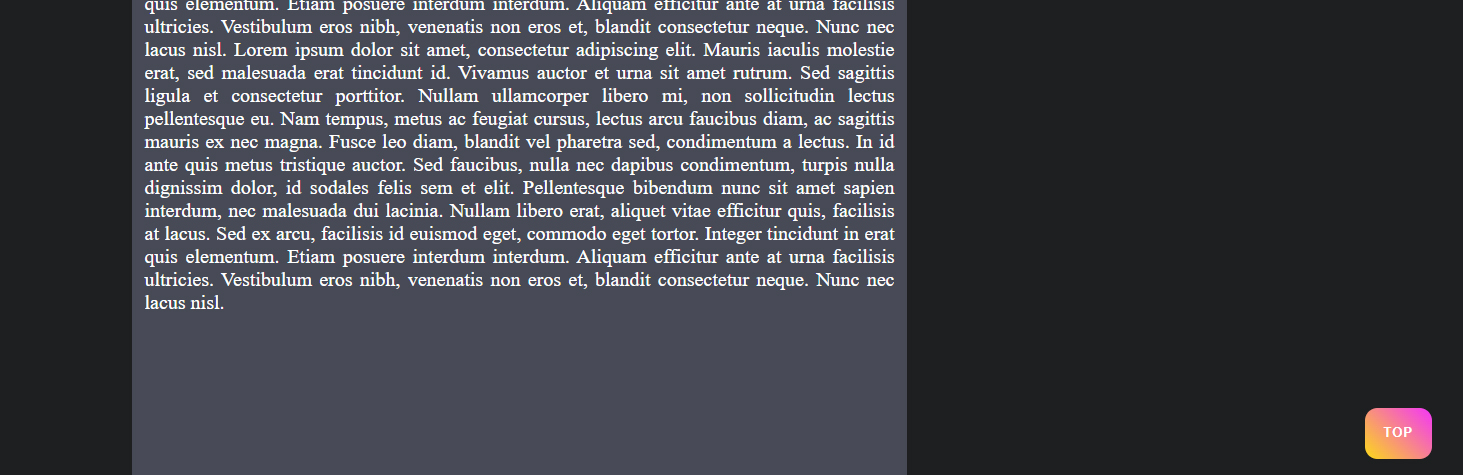 quis elementum. Etiam posuere interdum interdum. Aliquam efficitur ante at urna facilisis
ultricies. Vestibulum eros nibh, venenatis non eros et, blandit consectetur neque. Nunc nec
lacus nisl. Lorem ipsum dolor sit amet, consectetur adipiscing elit. Mauris iaculis molestie
erat, sed malesuada erat tincidunt id. Vivamus auctor et urna sit amet rutrum. Sed sagittis
ligula et consectetur porttitor. Nullam ullamcorper libero mi, non sollicitudin lectus
pellentesque eu. Nam tempus, metus ac feugiat cursus, lectus arcu faucibus diam, ac sagittis
mauris ex nec magna. Fusce leo diam, blandit vel pharetra sed, condimentum a lectus. In id
ante quis metus tristique auctor. Sed faucibus, nulla nec dapibus condimentum, turpis nulla
dignissim dolor, id sodales felis sem et elit. Pellentesque bibendum nunc sit amet sapien
interdum, nec malesuada dui lacinia. Nullam libero erat, aliquet vitae efficitur quis, facilisis
at lacus. Sed ex arcu, facilisis id euismod eget, commodo eget tortor. Integer tincidunt in erat
quis elementum. Etiam posuere interdum interdum. Aliquam efficitur ante at urna facilisis
ultricies. Vestibulum eros nibh, venenatis non eros et, blandit consectetur neque. Nunc nec
lacus nisl.
TOP